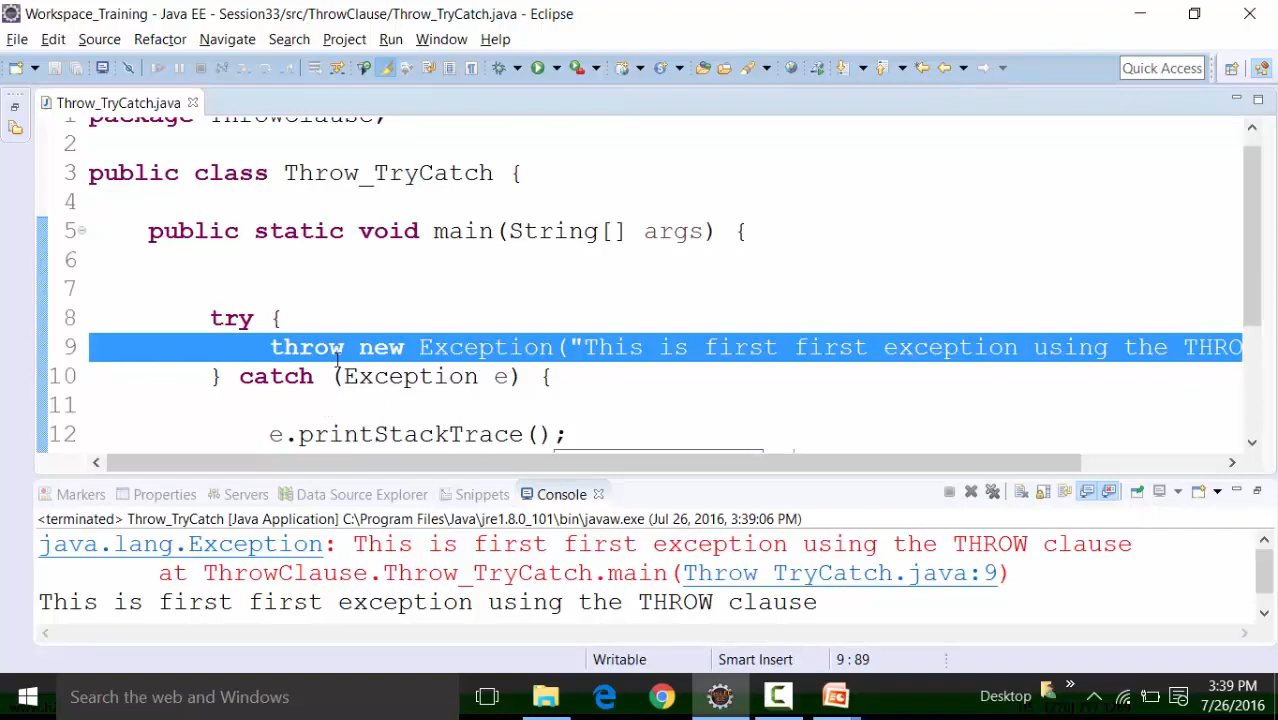 Workspace_Training - Java EE - Session33/src/ThrowClause/Throw_TryCatch.java - Eclipse
File Edit Source Refactor Navigate Search Project Run Window Help
Quick Access
Throw_TryCatch.java
1 package ThrowClause;
2
3 public class Throw_TryCatch {
4
5 public static void main(String[] args) {
6
7
8 try {
9 throw new Exception("This is first first exception using the THRO
10 } catch (Exception e) {
11
12 e.printStackTrace();
Markers Properties Servers Data Source Explorer Snippets Console
<terminated> Throw_TryCatch [Java Application] C:\Program Files\Java\jre1.8.0_101\bin\javaw.exe (Jul 26, 2016, 3:39:06 PM)
java.lang.Exception: This is first first exception using the THROW clause
at ThrowClause.Throw_TryCatch.main(Throw_TryCatch.java:9)
This is first first exception using the THROW clause
Writable Smart Insert 9 : 89
Search the web and Windows
Desktop
3:39 PM
7/26/2016